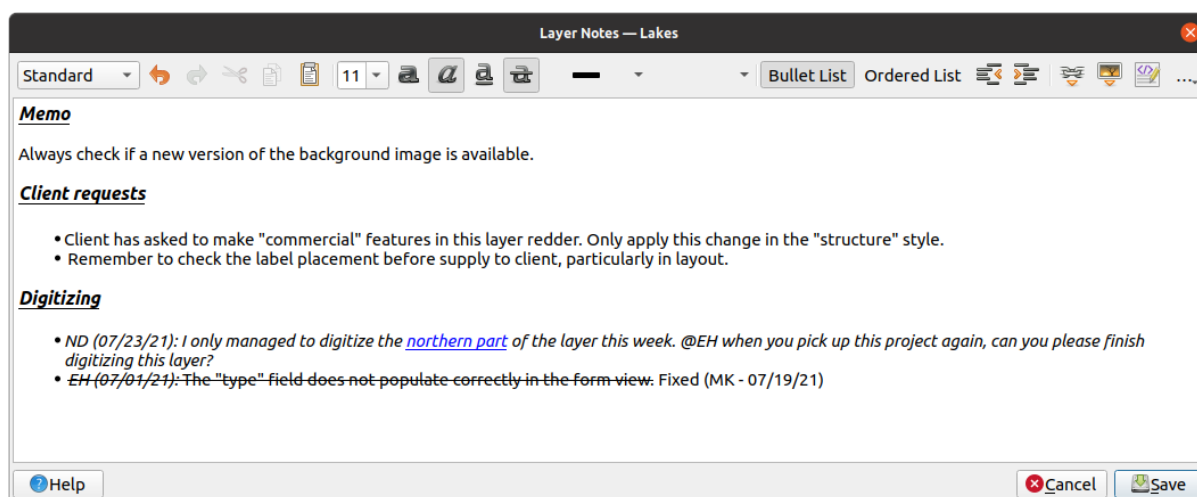 Layer Notes — Lakes
Standard 11 Bullet List Ordered List ...
Memo
Always check if a new version of the background image is available.
Client requests
• Client has asked to make "commercial" features in this layer redder. Only apply this change in the "structure" style.
• Remember to check the label placement before supply to client, particularly in layout.
Digitizing
• ND (07/23/21): I only managed to digitize the northern part of the layer this week. @EH when you pick up this project again, can you please finish
digitizing this layer?
• EH (07/01/21): The "type" field does not populate correctly in the form view. Fixed (MK - 07/19/21)
Help Cancel Save